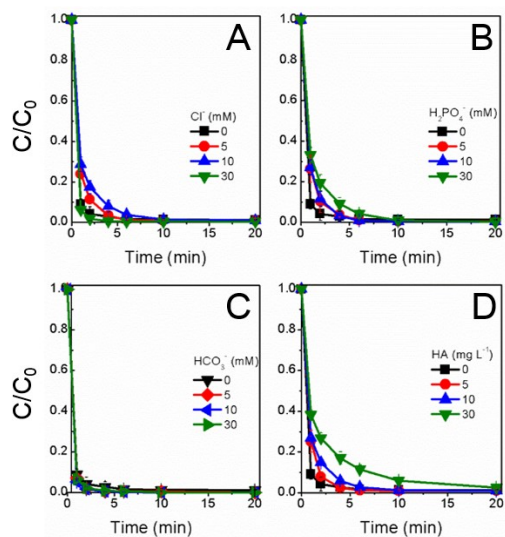 A
C/C₀
1.0
0.8
0.6
0.4
0.2
0.0
Cl⁻ (mM)
0
5
10
30
0 5 10 15 20
Time (min)
B
1.0
0.8
0.6
0.4
0.2
0.0
H₂PO₄⁻ (mM)
0
5
10
30
0 5 10 15 20
Time (min)
C
C/C₀
1.0
0.8
0.6
0.4
0.2
0.0
HCO₃⁻ (mM)
0
5
10
30
0 5 10 15 20
Time (min)
D
1.0
0.8
0.6
0.4
0.2
0.0
HA (mg L⁻¹)
0
5
10
30
0 5 10 15 20
Time (min)